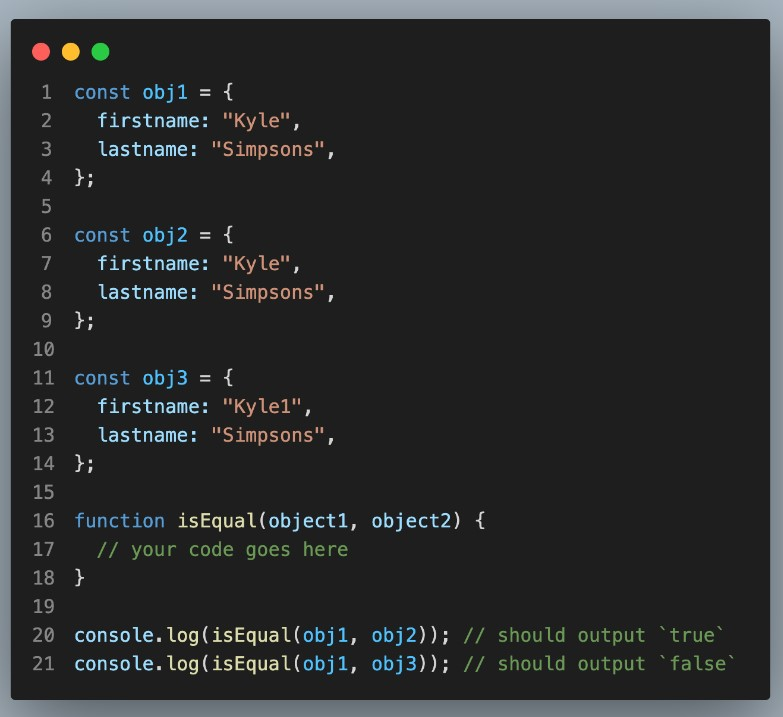 1 const obj1 = {
2   firstname: "Kyle",
3   lastname: "Simpsons",
4 };
5
6 const obj2 = {
7   firstname: "Kyle",
8   lastname: "Simpsons",
9 };
10
11 const obj3 = {
12   firstname: "Kyle1",
13   lastname: "Simpsons",
14 };
15
16 function isEqual(object1, object2) {
17   // your code goes here
18 }
19
20 console.log(isEqual(obj1, obj2)); // should output `true`
21 console.log(isEqual(obj1, obj3)); // should output `false`